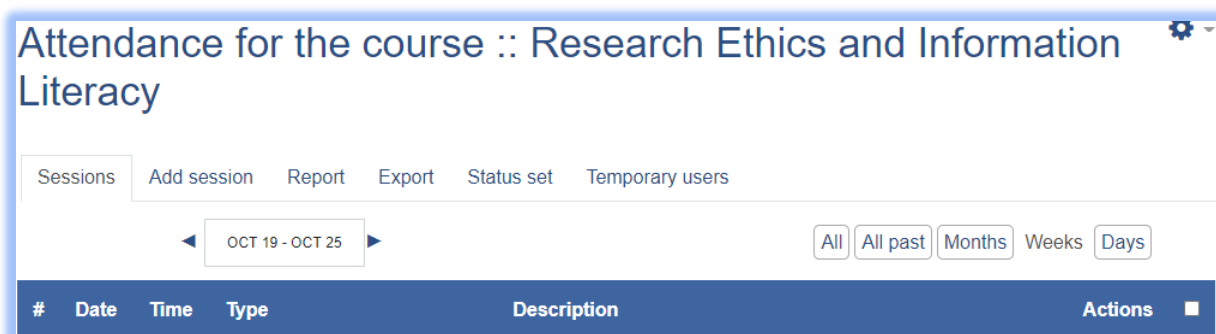 Attendance for the course :: Research Ethics and Information
Literacy
Sessions Add session Report Export Status set Temporary users
OCT 19 - OCT 25 All All past Months Weeks Days
# Date Time Type Description Actions